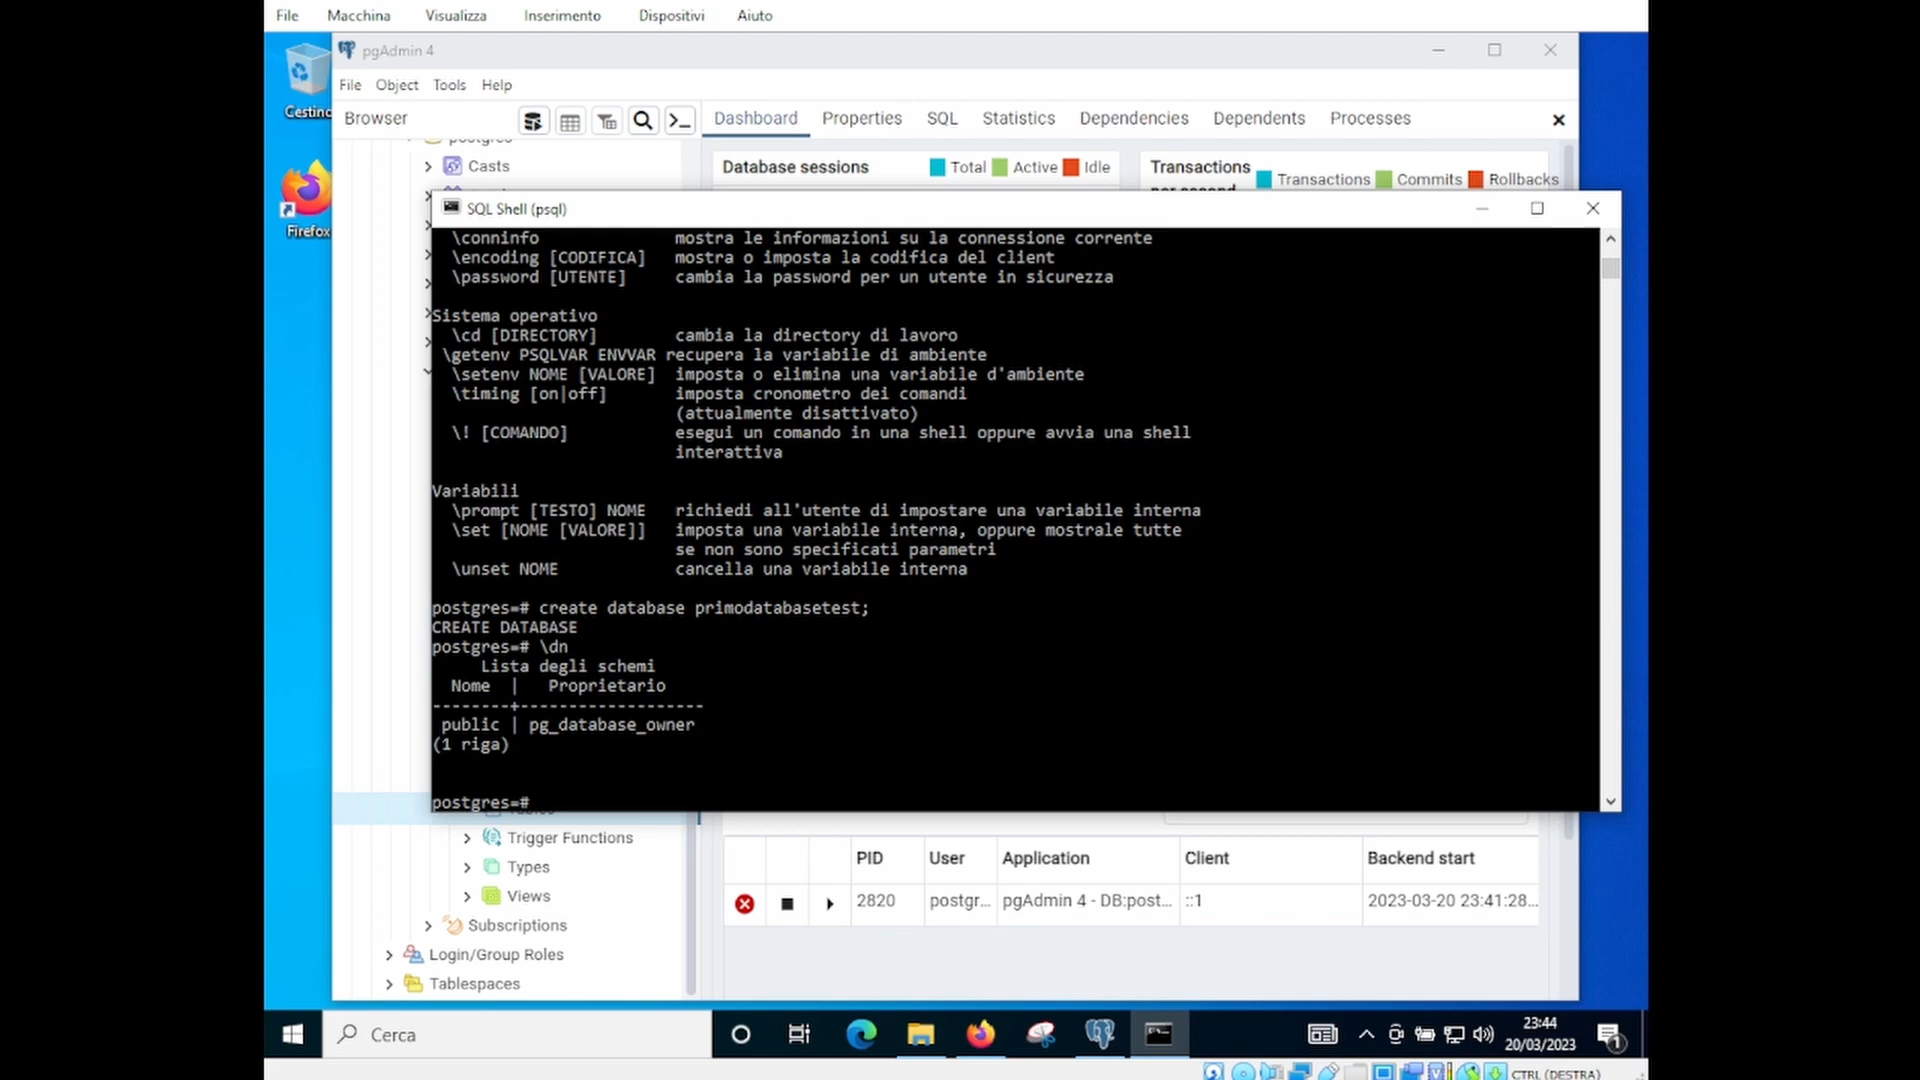 File Macchina Visualizza Inserimento Dispositivi Aiuto
pgAdmin 4
Cestino
File Object Tools Help
Browser
Dashboard Properties SQL Statistics Dependencies Dependents Processes
postgres
Casts
Database sessions Total Active Idle
Transactions per second Transactions Commits Rollbacks
Firefox
SQL Shell (psql)
\conninfo mostra le informazioni su la connessione corrente
\encoding [CODIFICA] mostra o imposta la codifica del client
\password [UTENTE] cambia la password per un utente in sicurezza
Sistema operativo
\cd [DIRECTORY] cambia la directory di lavoro
\getenv PSQLVAR ENVVAR recupera la variabile di ambiente
\setenv NOME [VALORE] imposta o elimina una variabile d'ambiente
\timing [on|off] imposta cronometro dei comandi
(attualmente disattivato)
\! [COMANDO] esegui un comando in una shell oppure avvia una shell
interattiva
Variabili
\prompt [TESTO] NOME richiedi all'utente di impostare una variabile interna
\set [NOME [VALORE]] imposta una variabile interna, oppure mostrale tutte
se non sono specificati parametri
\unset NOME cancella una variabile interna
postgres=# create database primodatabasetest;
CREATE DATABASE
postgres=# \dn
Lista degli schemi
Nome | Proprietario
--------+-------------------
public | pg_database_owner
(1 riga)
postgres=#
Trigger Functions
Types
Views
Subscriptions
Login/Group Roles
Tablespaces
PID User Application Client Backend start
2820 postgr... pgAdmin 4 - DB:post... ::1 2023-03-20 23:41:28...
Cerca
23:44
20/03/2023
1
CTRL (DESTRA)